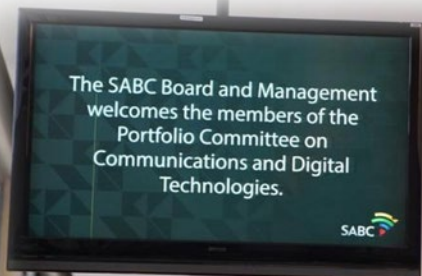 The SABC Board and Management
welcomes the members of the
Portfolio Committee on
Communications and Digital
Technologies.
SABC